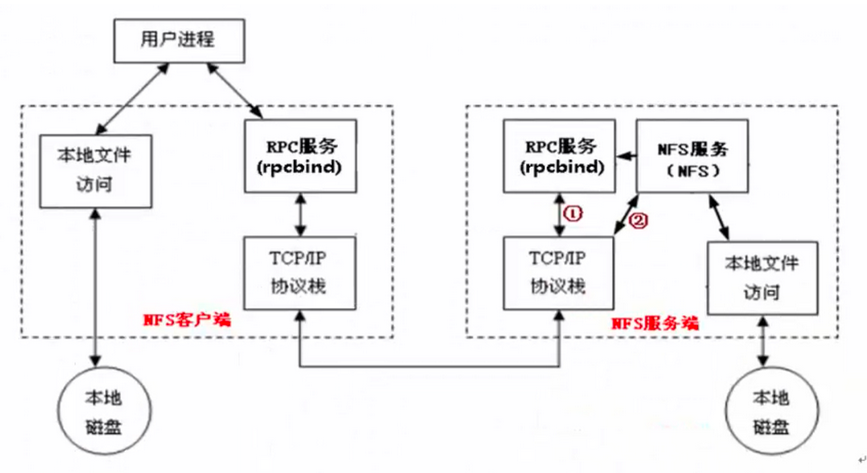 用户进程
本地文件
访问
RPC服务
(rpcbind)
TCP/IP
协议栈
NFS客户端
本地
磁盘
RPC服务
(rpcbind)
NFS服务
(NFS)
①
②
TCP/IP
协议栈
本地文件
访问
NFS服务端
本地
磁盘